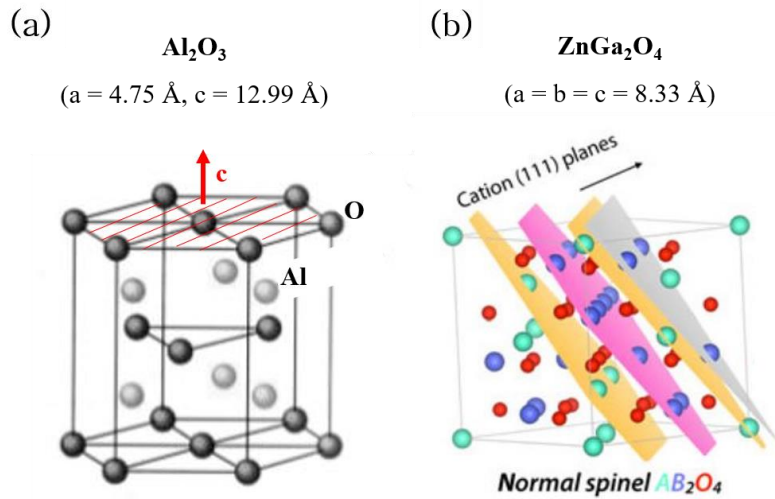 (a)
Al₂O₃
(a = 4.75 Å, c = 12.99 Å)
c
O
Al
(b)
ZnGa₂O₄
(a = b = c = 8.33 Å)
Cation (111) planes
Normal spinel AB₂O₄